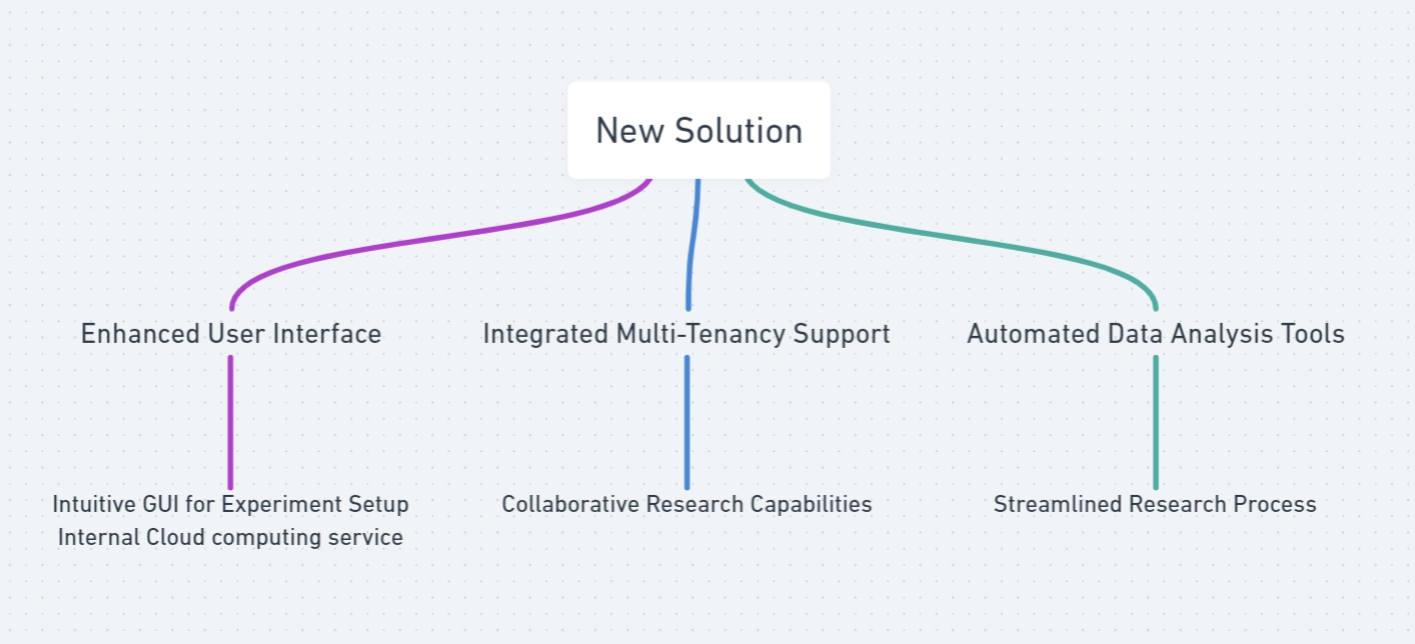 New Solution
Enhanced User Interface
Integrated Multi-Tenancy Support
Automated Data Analysis Tools
Intuitive GUI for Experiment Setup
Internal Cloud computing service
Collaborative Research Capabilities
Streamlined Research Process